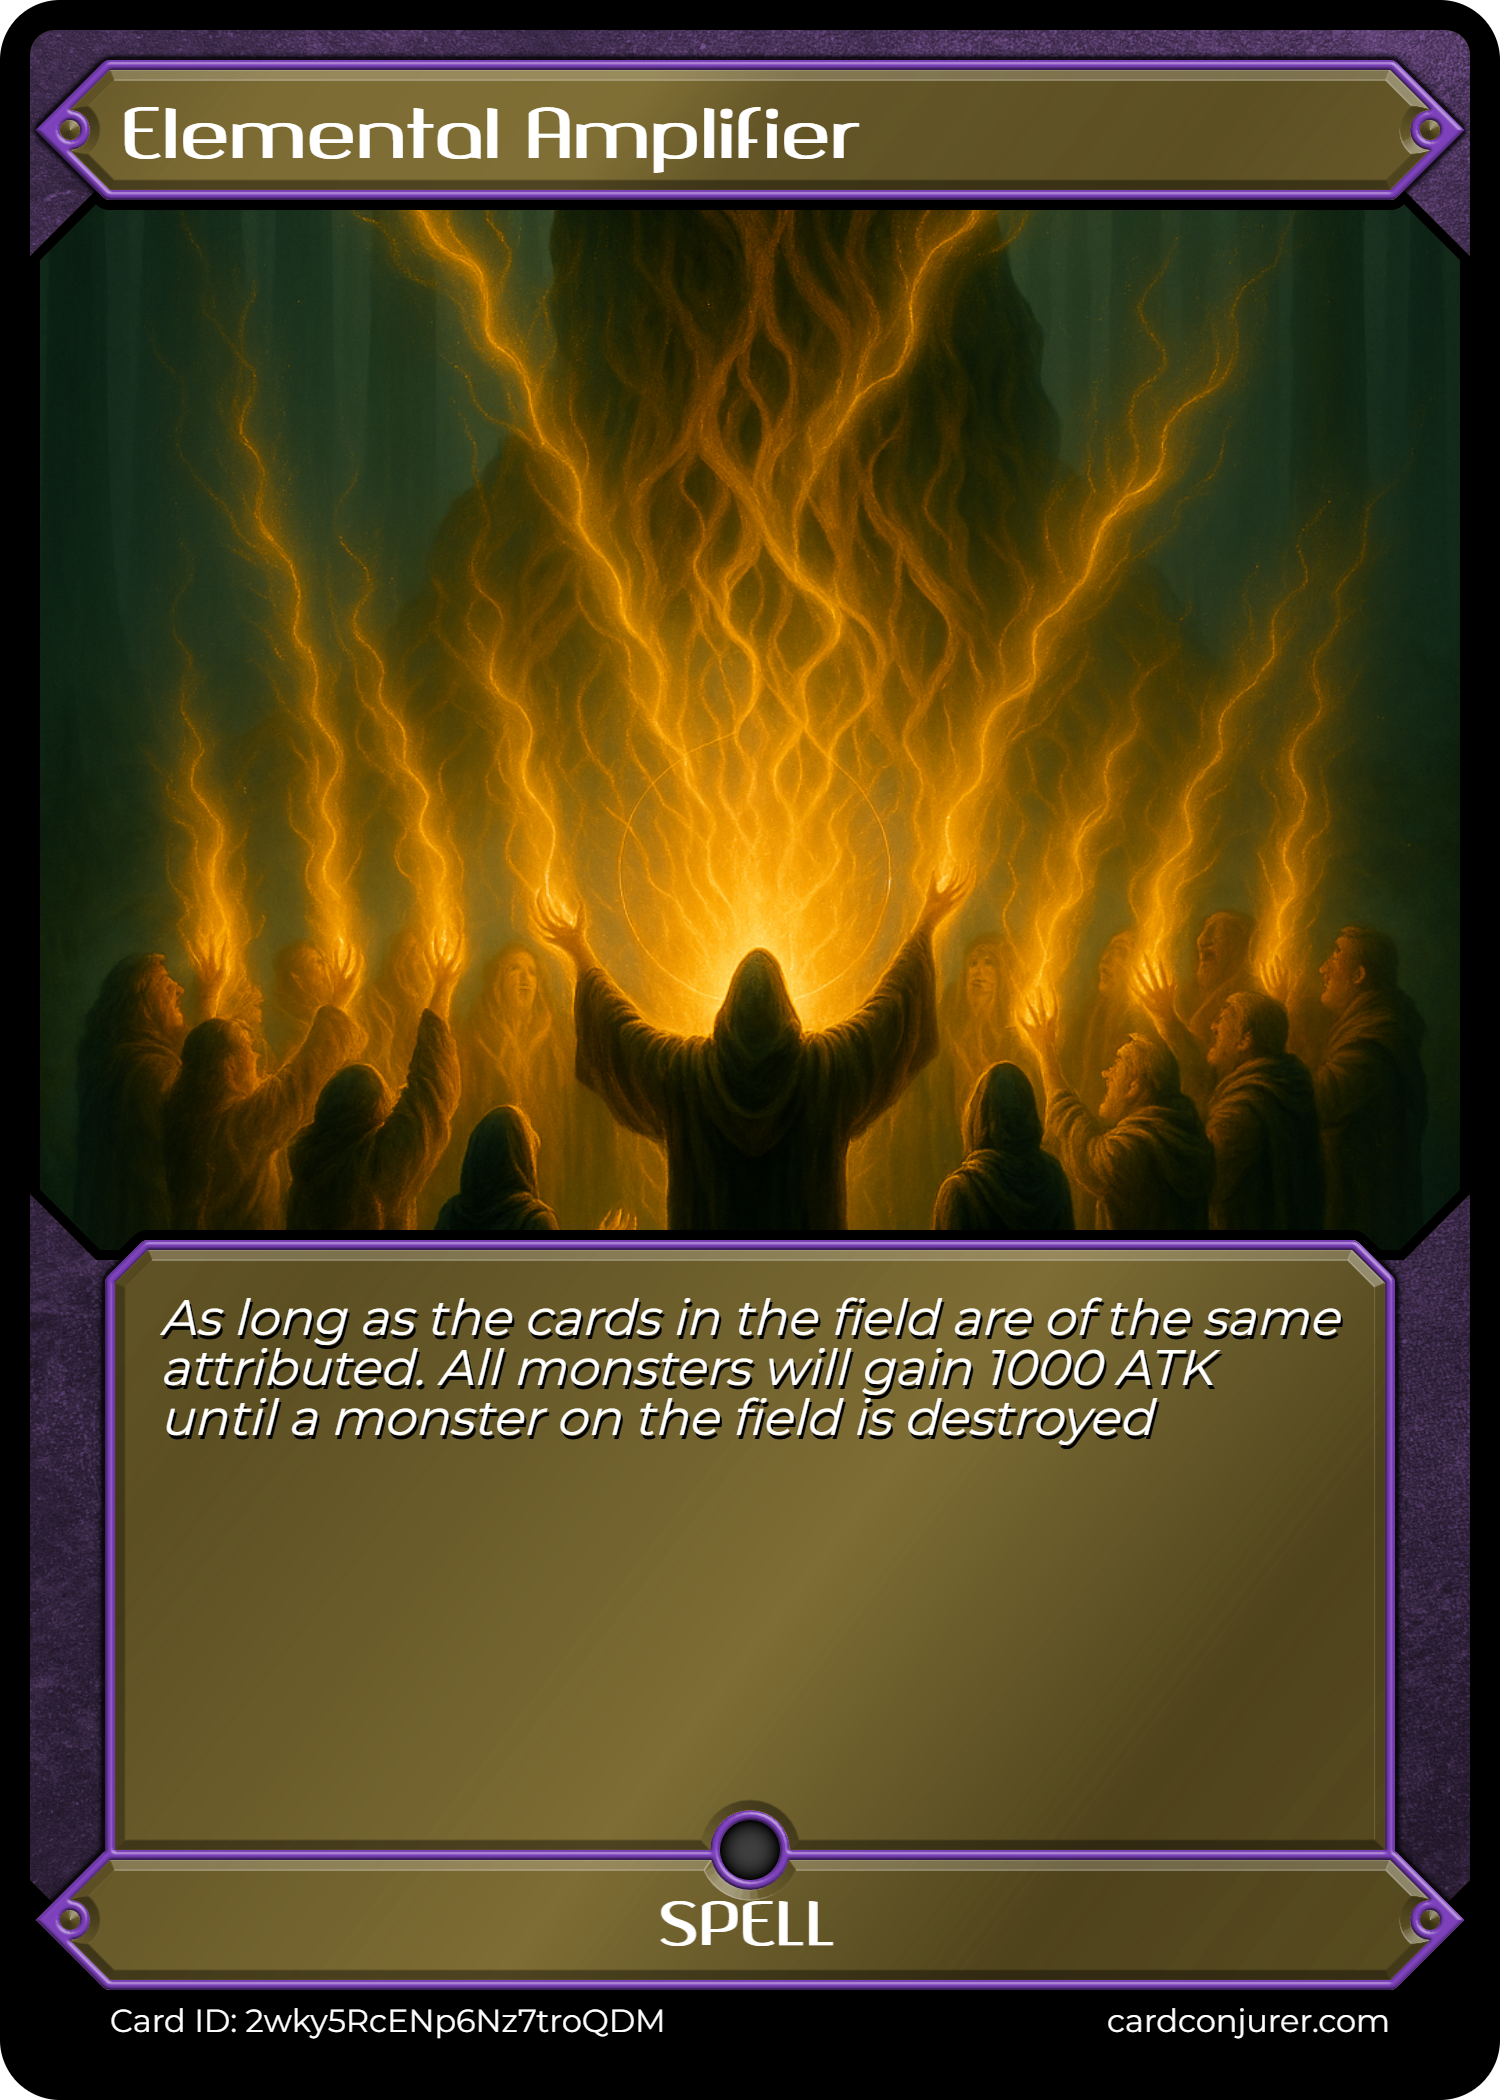 Elemental Amplifier
As long as the cards in the field are of the same
attributed. All monsters will gain 1000 ATK
until a monster on the field is destroyed
SPELL
Card ID: 2wky5RcENp6Nz7troQDM
cardconjurer.com